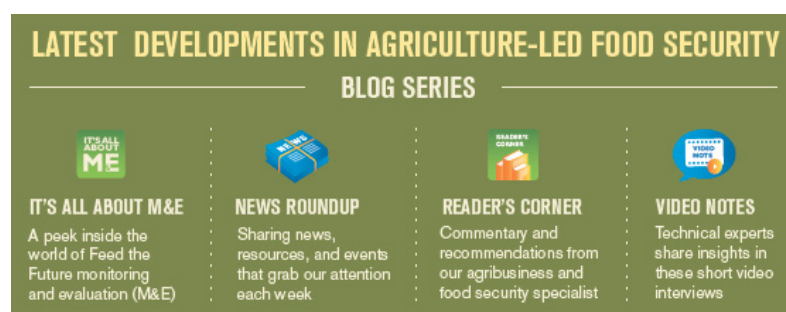 LATEST DEVELOPMENTS IN AGRICULTURE-LED FOOD SECURITY
BLOG SERIES
IT'S ALL
ABOUT
ME
IT'S ALL ABOUT M&E
A peek inside the
world of Feed the
Future monitoring
and evaluation (M&E)
NEWS
NEWS ROUNDUP
Sharing news,
resources, and events
that grab our attention
each week
READER'S
CORNER
READER'S CORNER
Commentary and
recommendations from
our agribusiness and
food security specialist
VIDEO
NOTE
VIDEO NOTES
Technical experts
share insights in
these short video
interviews